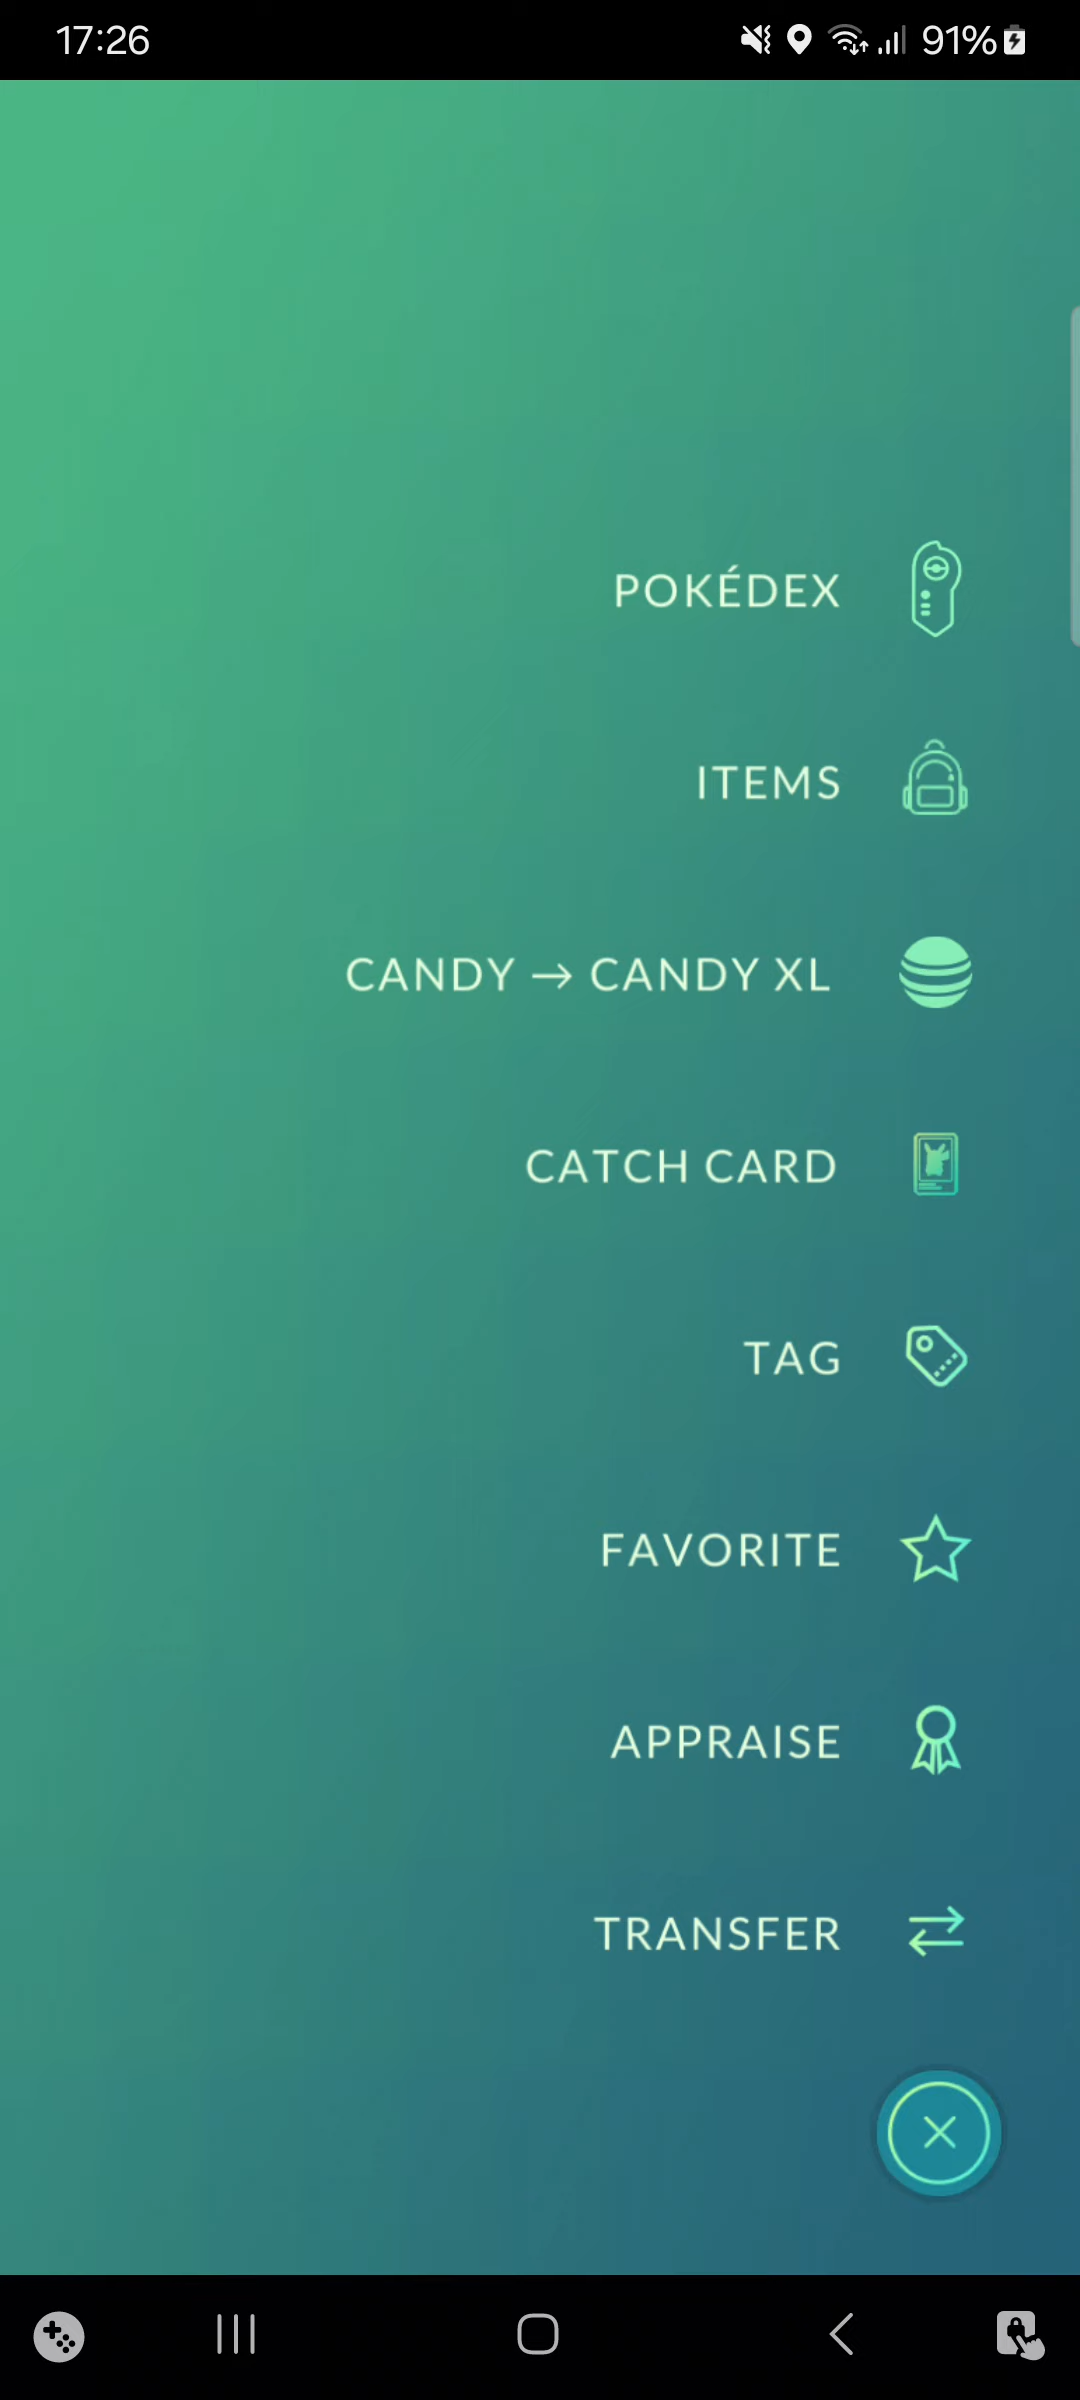 17:26
91%
POKÉDEX
ITEMS
CANDY → CANDY XL
CATCH CARD
TAG
FAVORITE
APPRAISE
TRANSFER